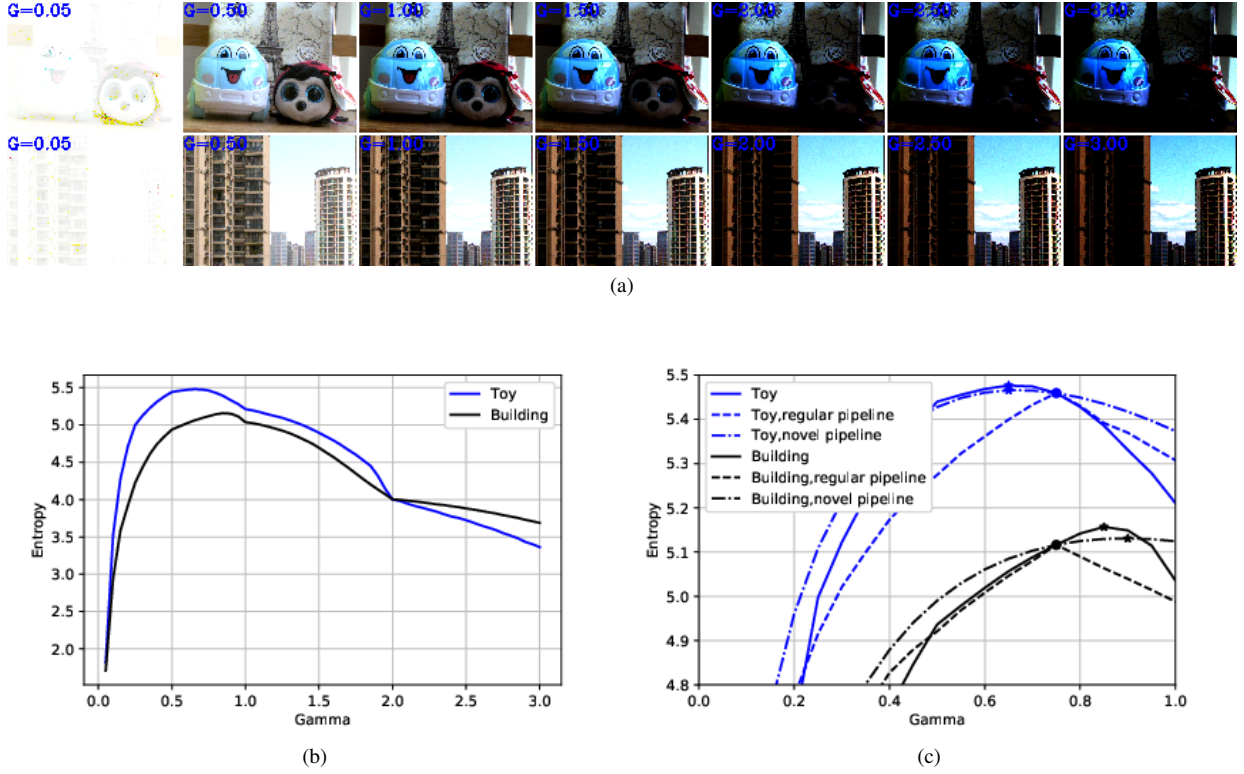 G=0.05 G=0.50 G=1.00 G=1.50 G=2.00 G=2.50 G=3.00
G=0.05 G=0.50 G=1.00 G=1.50 G=2.00 G=2.50 G=3.00
(a)
Entropy
5.5
5.0
4.5
4.0
3.5
3.0
2.5
2.0
Toy
Building
0.0 0.5 1.0 1.5 2.0 2.5 3.0
Gamma
(b)
Entropy
5.5
5.4
5.3
5.2
5.1
5.0
4.9
4.8
Toy
Toy,regular pipeline
Toy,novel pipeline
Building
Building,regular pipeline
Building,novel pipeline
0.0 0.2 0.4 0.6 0.8 1.0
Gamma
(c)